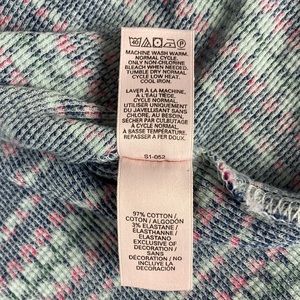 MACHINE WASH WARM,
NORMAL CYCLE.
ONLY NON-CHLORINE
BLEACH WHEN NEEDED.
TUMBLE DRY NORMAL
CYCLE LOW HEAT.
COOL IRON.
LAVER À LA MACHINE,
À L'EAU TIÈDE,
CYCLE NORMAL.
UTILISER UNIQUEMENT
DU JAVELLISANT SANS
CHLORE, AU BESOIN.
SÉCHER PAR CULBUTAGE
À CYCLE NORMAL,
À BASSE TEMPÉRATURE.
REPASSER À FER DOUX.
S1-052
97% COTTON /
COTON / ALGODÓN
3% ELASTANE /
ÉLASTHANNE /
ELASTANO
EXCLUSIVE OF
DECORATION /
SANS
DÉCORATION / NO
INCLUYE LA
DECORACIÓN